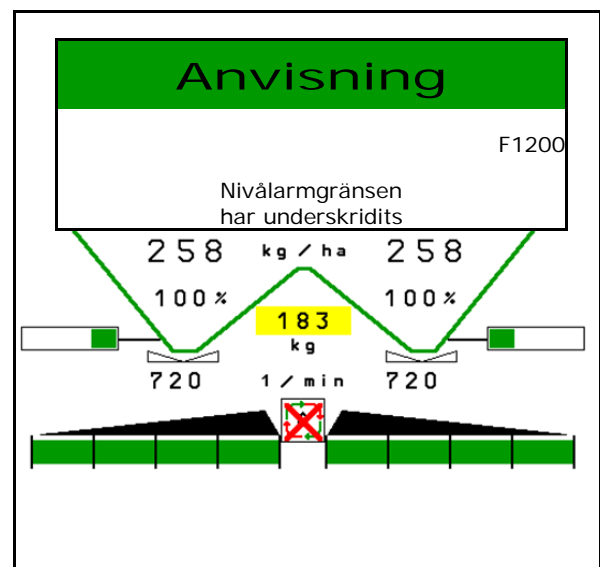 Anvisning
F1200
Nivålarmgränsen
har underskridits
258 kg/ha 258
100% 100%
183
kg
720 1/min 720